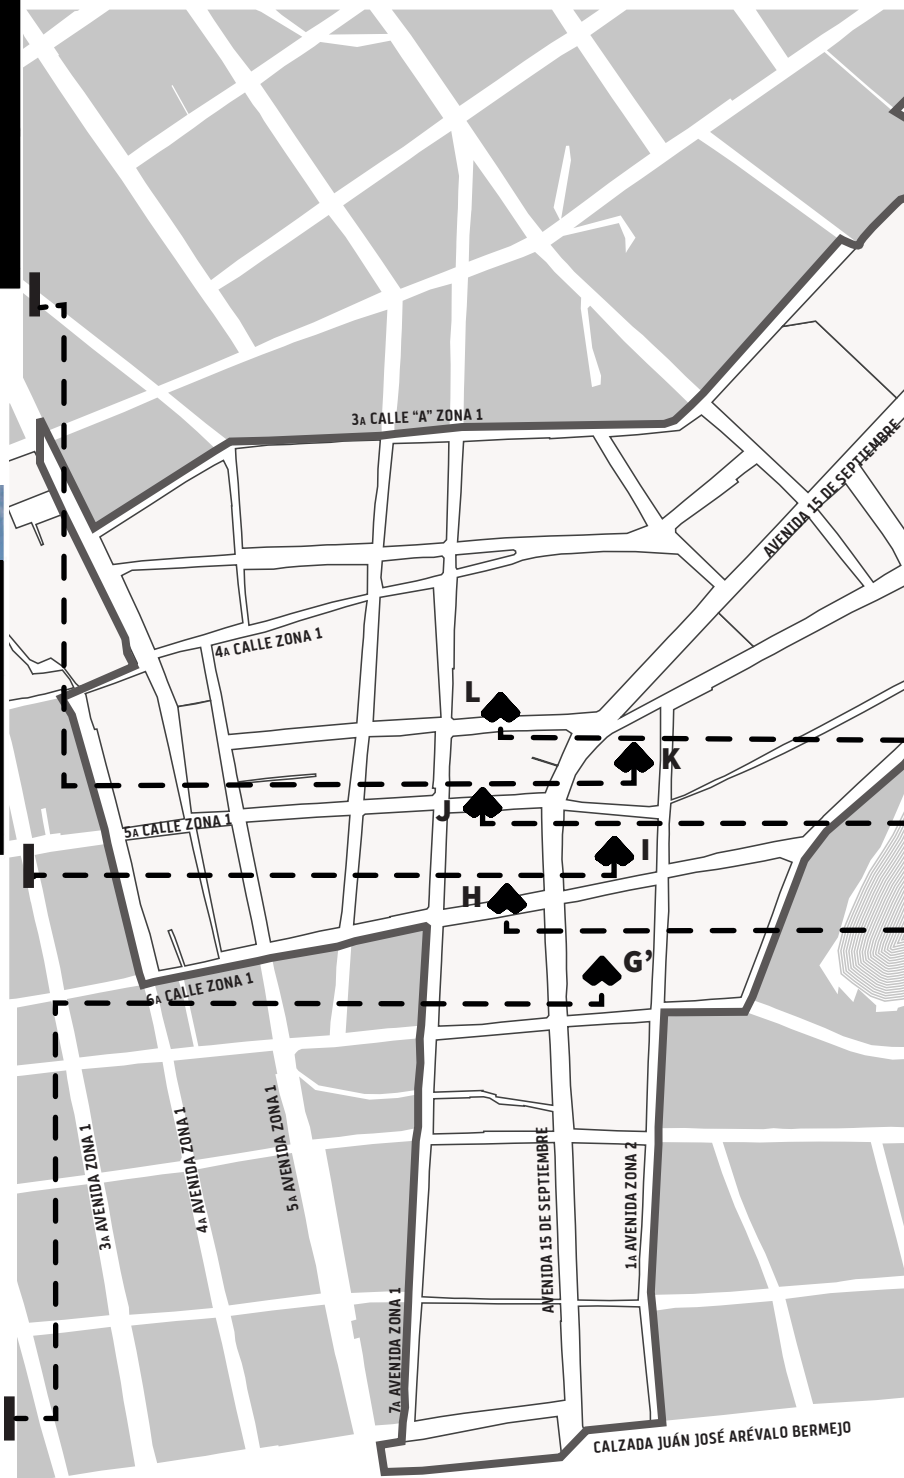 3A CALLE “A” ZONA 1
AVENIDA 15 DE SEPTIEMBRE
4A CALLE ZONA 1
L
K
J
5A CALLE ZONA 1
I
H
G’
6A CALLE ZONA 1
3A AVENIDA ZONA 1
4A AVENIDA ZONA 1
5A AVENIDA ZONA 1
7A AVENIDA ZONA 1
AVENIDA 15 DE SEPTIEMBRE
1A AVENIDA ZONA 2
CALZADA JUÁN JOSÉ ARÉVALO BERMEJO